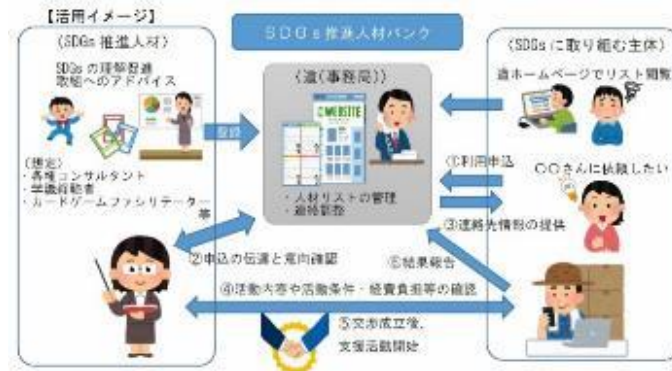 【活用イメージ】
SDGs推進人材バンク
〈SDGs推進人材〉
SDGsの理解促進
取組へのアドバイス
(想定)
・各種コンサルタント
・学識経験者
・カードゲームファシリテーター
等
登録
〈道(事務局)〉
WEBSITE
・人材リストの管理
・連絡調整
〈SDGsに取り組む主体〉
道ホームページでリスト閲覧
①利用申込
〇〇さんに依頼したい
③連絡先情報の提供
②申込の伝達と意向確認
⑥結果報告
④活動内容や活動条件・経費負担等の確認
⑤交渉成立後、
支援活動開始